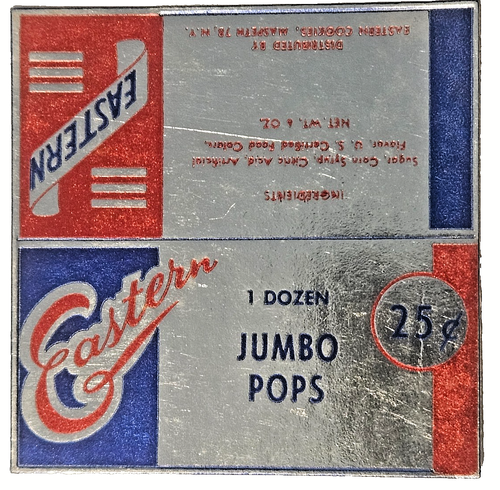 EASTERN
INGREDIENTS
Sugar, Corn Syrup, Citric Acid, Artificial
Flavor, U. S. Certified Food Colors.
NET. WT. 6 OZ.
DISTRIBUTED BY
EASTERN COOKIES, MASPETH 78, N.Y.
Eastern
1 DOZEN
JUMBO
POPS
25¢